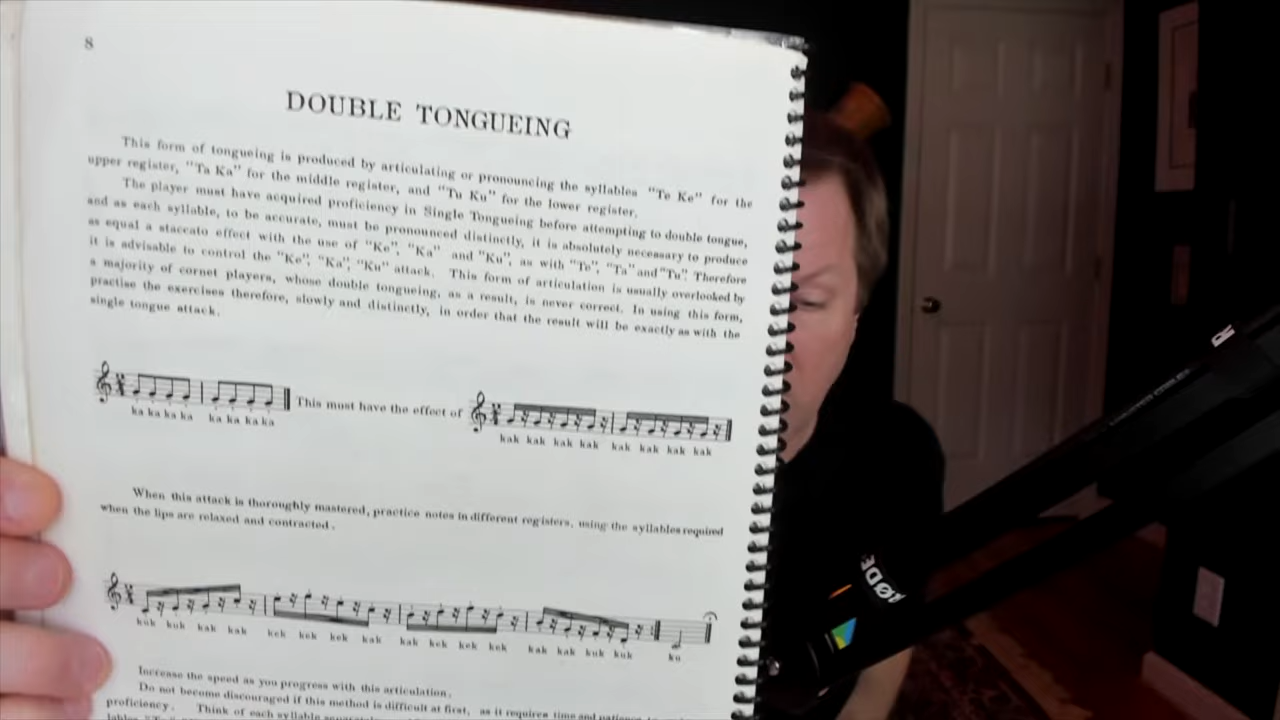 8
DOUBLE TONGUEING
This form of tongueing is produced by articulating or pronouncing the syllables "Te Ke" for the
upper register, "Ta Ka" for the middle register, and "Tu Ku" for the lower register.
The player must have acquired proficiency in Single Tongueing before attempting to double tongue,
and as each syllable, to be accurate, must be pronounced distinctly, it is absolutely necessary to produce
as equal a staccato effect with the use of "Ke", "Ka" and "Ku", as with "Te", "Ta" and "Tu". Therefore
it is advisable to control the "Ke", "Ka", "Ku" attack. This form of articulation is usually overlooked by
a majority of cornet players, whose double tongueing, as a result, is never correct. In using this form,
practise the exercises therefore, slowly and distinctly, in order that the result will be exactly as with the
single tongue attack.
This must have the effect of
ka ka ka ka ka ka ka ka
kak kak kak kak kak kak kak kak
When this attack is thoroughly mastered, practice notes in different registers, using the syllables required
when the lips are relaxed and contracted.
kuk kuk kak kak kek kek kek kak kak kek kek kek kak kak kuk kuk ku
Increase the speed as you progress with this articulation.
Do not become discouraged if this method is difficult at first, as it requires time and patience to
proficiency. Think of each syllable
RØDE